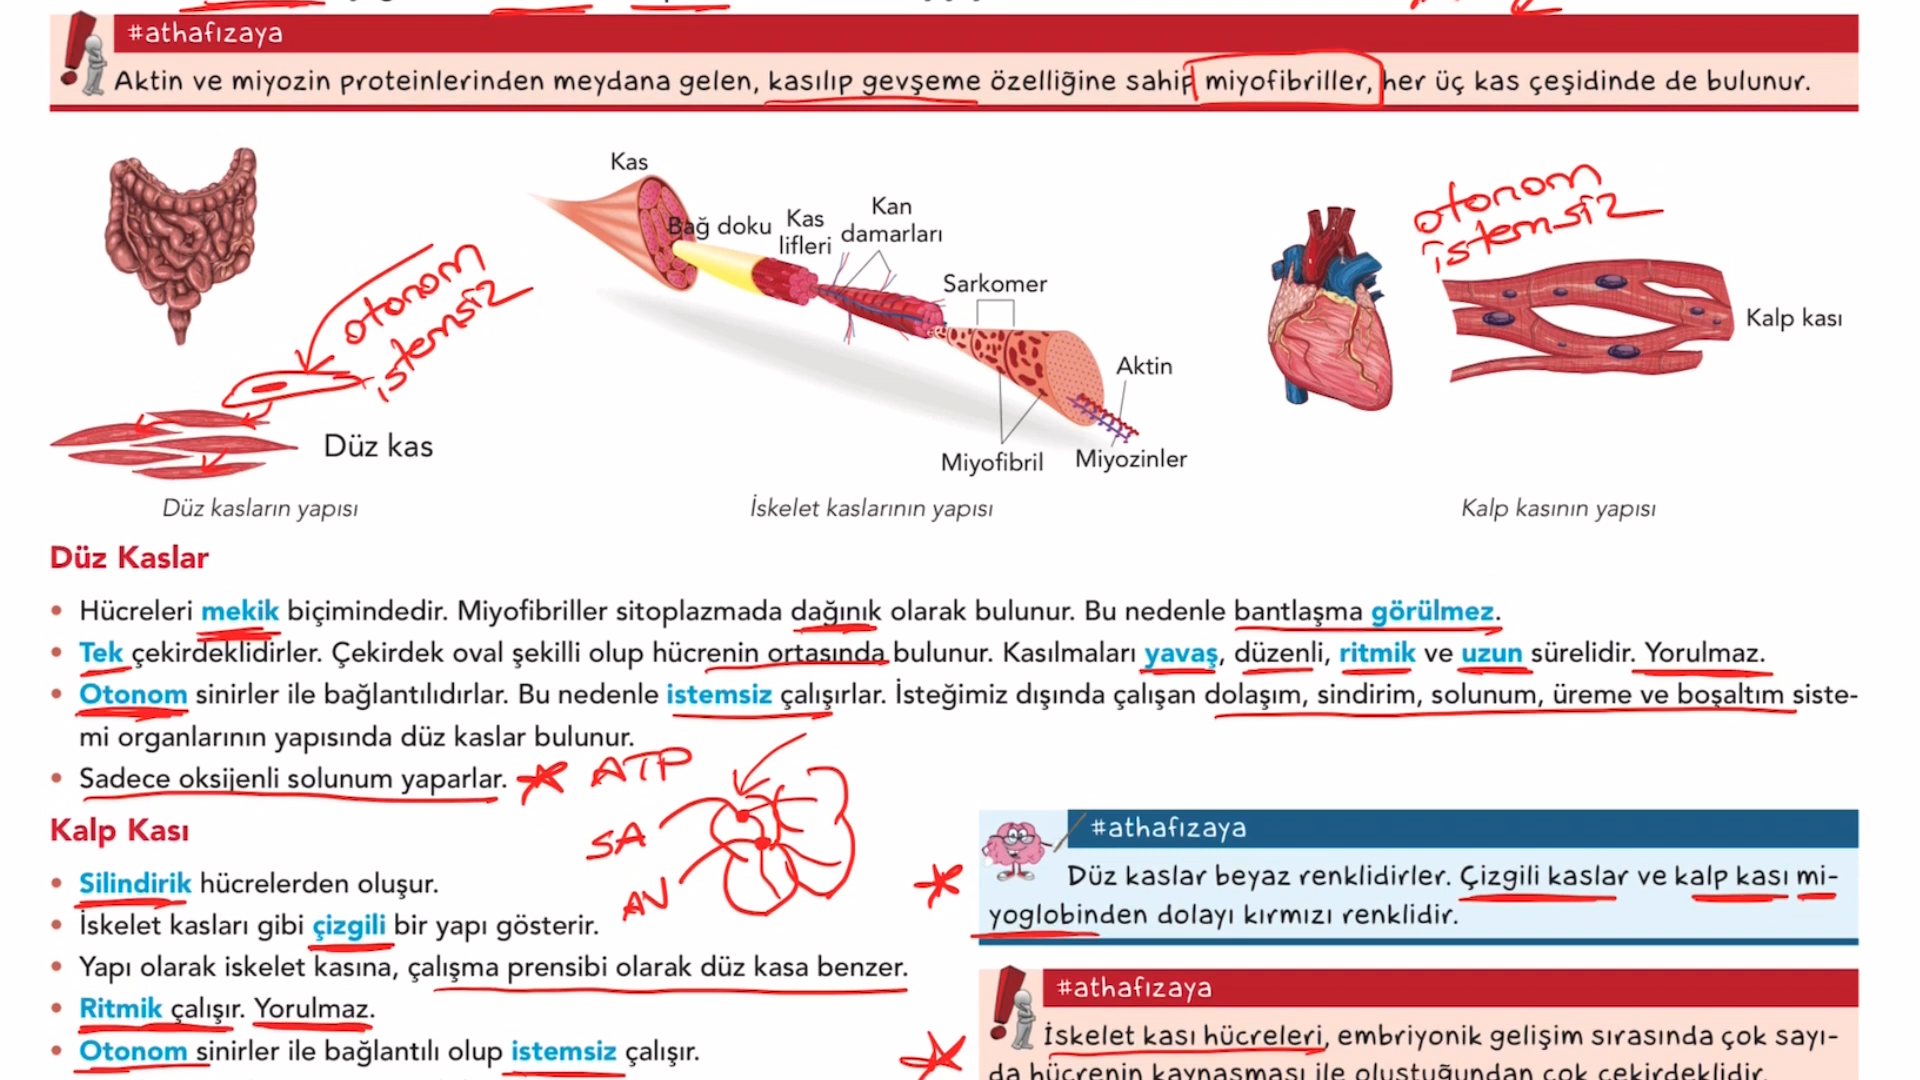 #athafızaya
Aktin ve miyozin proteinlerinden meydana gelen, kasılıp gevşeme özelliğine sahip miyofibriller, her üç kas çeşidinde de bulunur.
Kas
Bağ doku
Kas
lifleri
Kan
damarları
Sarkomer
Aktin
Miyofibril
Miyozinler
otonom
istemsiz
Düz kas
otonom
istemsiz
Kalp kası
Düz kasların yapısı
İskelet kaslarının yapısı
Kalp kasının yapısı
Düz Kaslar
• Hücreleri mekik biçimindedir. Miyofibriller sitoplazmada dağınık olarak bulunur. Bu nedenle bantlaşma görülmez.
• Tek çekirdeklidirler. Çekirdek oval şekilli olup hücrenin ortasında bulunur. Kasılmaları yavaş, düzenli, ritmik ve uzun sürelidir. Yorulmaz.
• Otonom sinirler ile bağlantılıdırlar. Bu nedenle istemsiz çalışırlar. İsteğimiz dışında çalışan dolaşım, sindirim, solunum, üreme ve boşaltım siste-
mi organlarının yapısında düz kaslar bulunur.
• Sadece oksijenli solunum yaparlar.
ATP
SA
AV
Kalp Kası
• Silindirik hücrelerden oluşur.
• İskelet kasları gibi çizgili bir yapı gösterir.
• Yapı olarak iskelet kasına, çalışma prensibi olarak düz kasa benzer.
• Ritmik çalışır. Yorulmaz.
• Otonom sinirler ile bağlantılı olup istemsiz çalışır.
#athafızaya
Düz kaslar beyaz renklidirler. Çizgili kaslar ve kalp kası mi-
yoglobinden dolayı kırmızı renklidir.
#athafızaya
İskelet kası hücreleri, embriyonik gelişim sırasında çok sayı-
da hücrenin kaynaşması ile oluştuğundan çok çekirdeklidir.